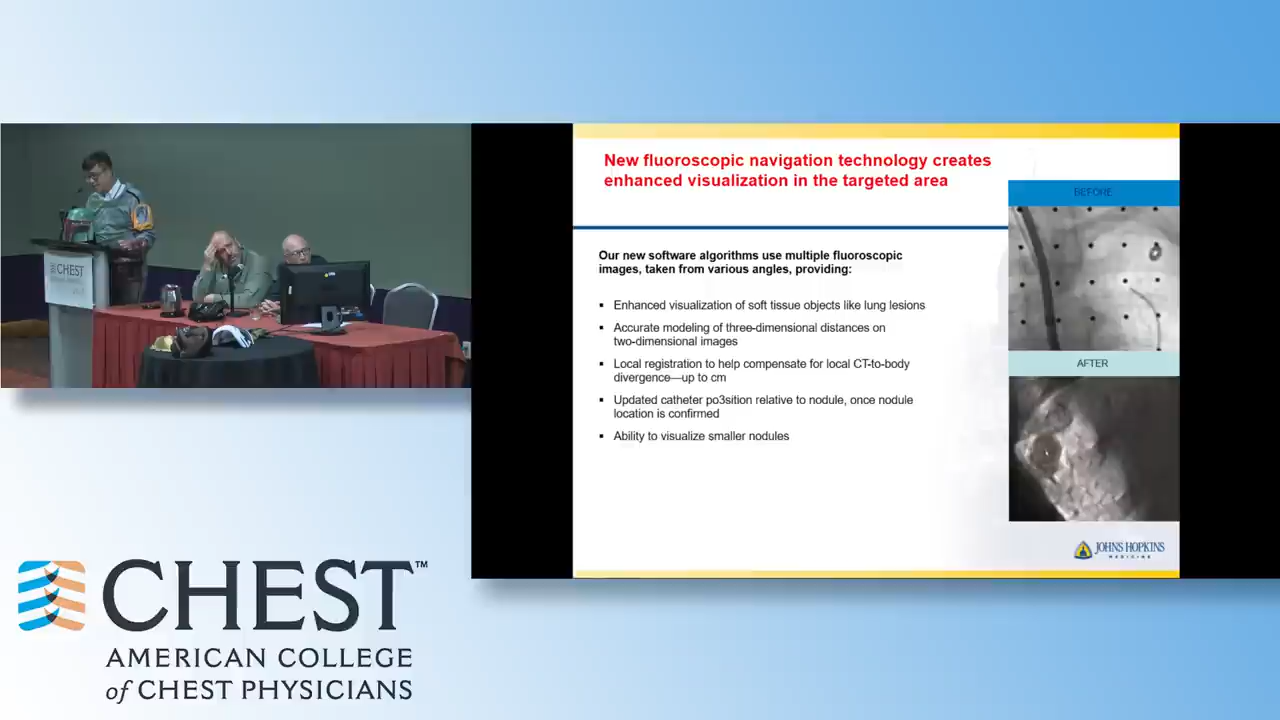 CHEST
New fluoroscopic navigation technology creates
enhanced visualization in the targeted area
BEFORE
Our new software algorithms use multiple fluoroscopic
images, taken from various angles, providing:
▪ Enhanced visualization of soft tissue objects like lung lesions
▪ Accurate modeling of three-dimensional distances on
two-dimensional images
▪ Local registration to help compensate for local CT-to-body
divergence—up to cm
▪ Updated catheter po3sition relative to nodule, once nodule
location is confirmed
▪ Ability to visualize smaller nodules
AFTER
JOHNS HOPKINS
MEDICINE
CHEST™
AMERICAN COLLEGE
of CHEST PHYSICIANS